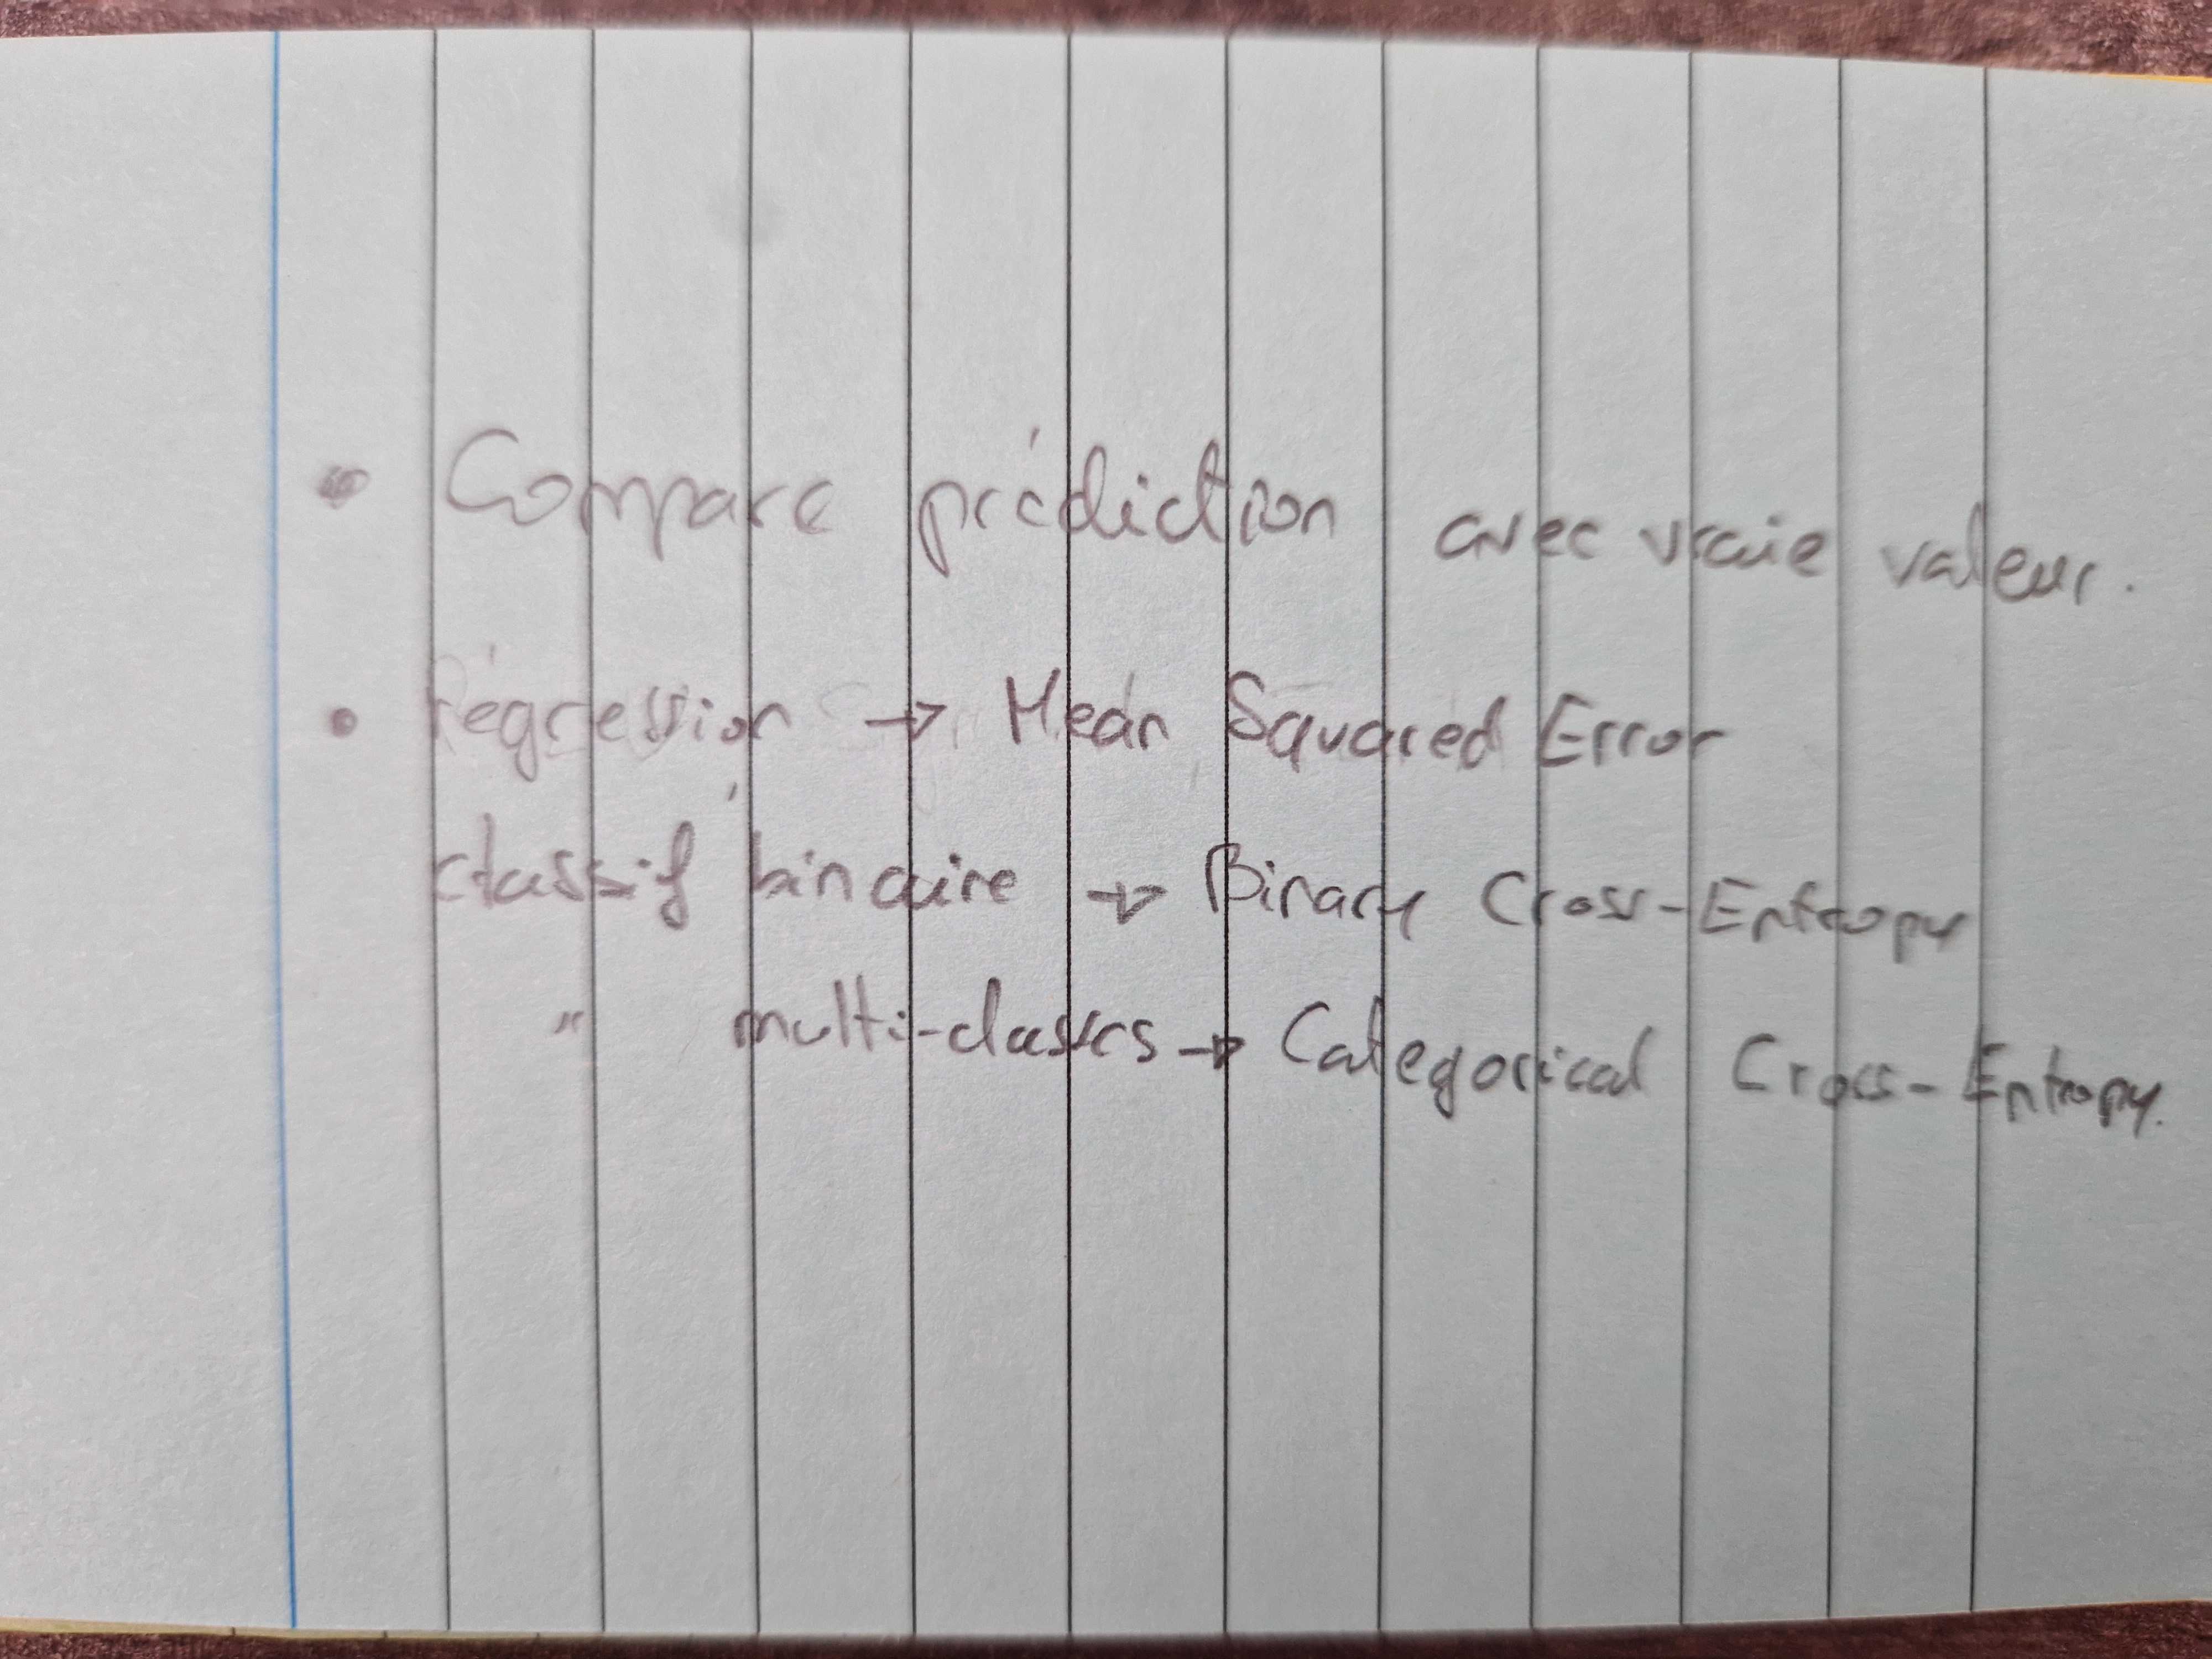 • Compare prédiction avec vraie valeur.
• Régression → Mean Squared Error
classif binaire → Binary Cross-Entropy
" multi-classes → Categorical Cross-Entropy.